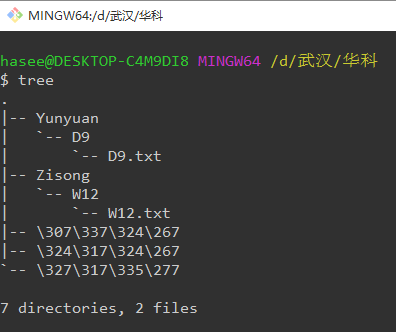 MINGW64:/d/武汉/华科
hasee@DESKTOP-C4M9DI8 MINGW64 /d/武汉/华科
$ tree
.
|-- Yunyuan
|   `-- D9
|       `-- D9.txt
|-- Zisong
|   `-- W12
|       `-- W12.txt
|-- \307\337\324\267
|-- \324\317\324\267
`-- \327\317\335\277
7 directories, 2 files